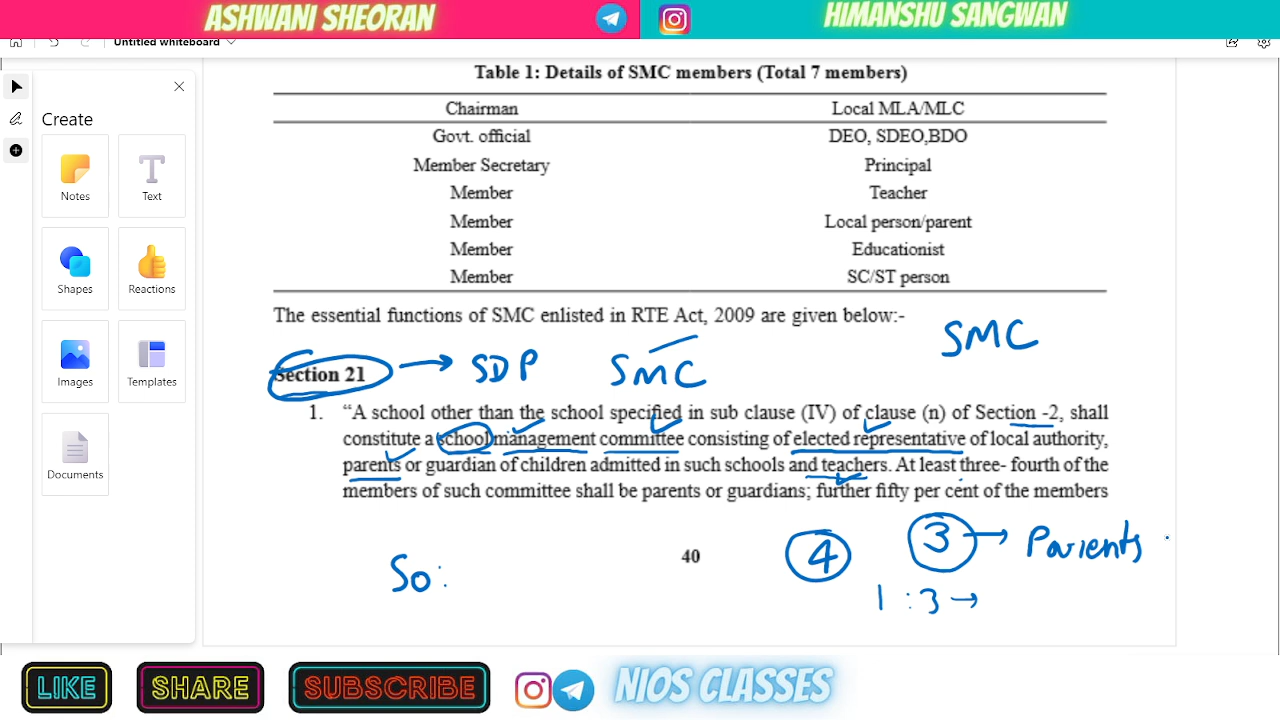 ASHWANI SHEORAN
HIMANSHU SANGWAN
Untitled whiteboard
Create
Notes
Text
Shapes
Reactions
Images
Templates
Documents
Table 1: Details of SMC members (Total 7 members)
Chairman Local MLA/MLC
Govt. official DEO, SDEO,BDO
Member Secretary Principal
Member Teacher
Member Local person/parent
Member Educationist
Member SC/ST person
The essential functions of SMC enlisted in RTE Act, 2009 are given below:-
SMC
Section 21 → SDP SMC
1. “A school other than the school specified in sub clause (IV) of clause (n) of Section -2, shall
constitute a school management committee consisting of elected representative of local authority,
parents or guardian of children admitted in such schools and teachers. At least three- fourth of the
members of such committee shall be parents or guardians; further fifty per cent of the members
4 3 → Parients
40
So:
1 : 3 →
LIKE
SHARE
SUBSCRIBE
NIOS CLASSES